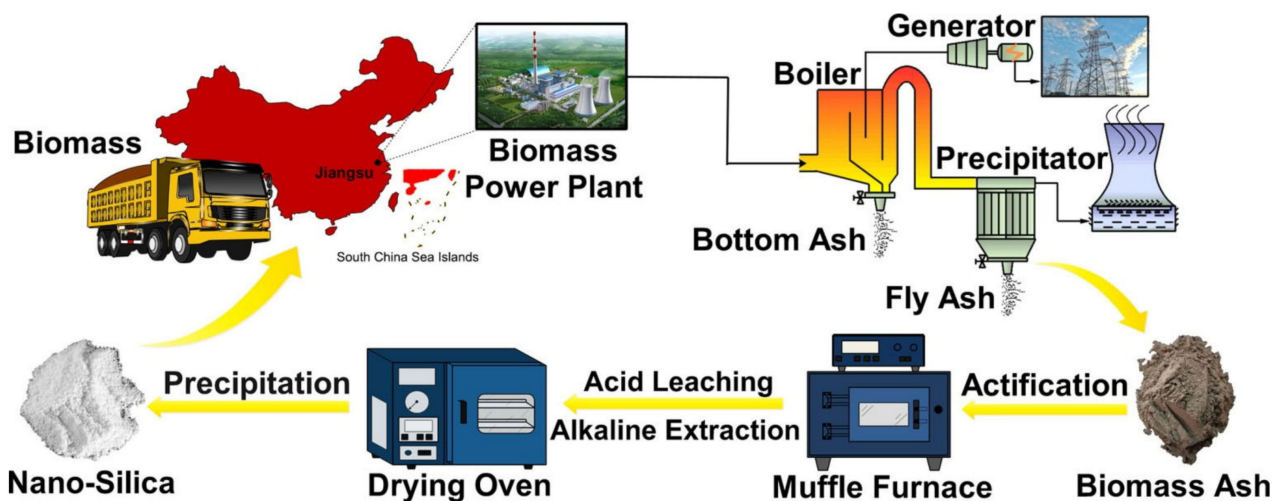 Generator
Boiler
Biomass
Jiangsu
Biomass
Power Plant
Precipitator
Bottom Ash
South China Sea Islands
Fly Ash
Precipitation
Acid Leaching
Alkaline Extraction
Actification
Nano-Silica
Drying Oven
Muffle Furnace
Biomass Ash